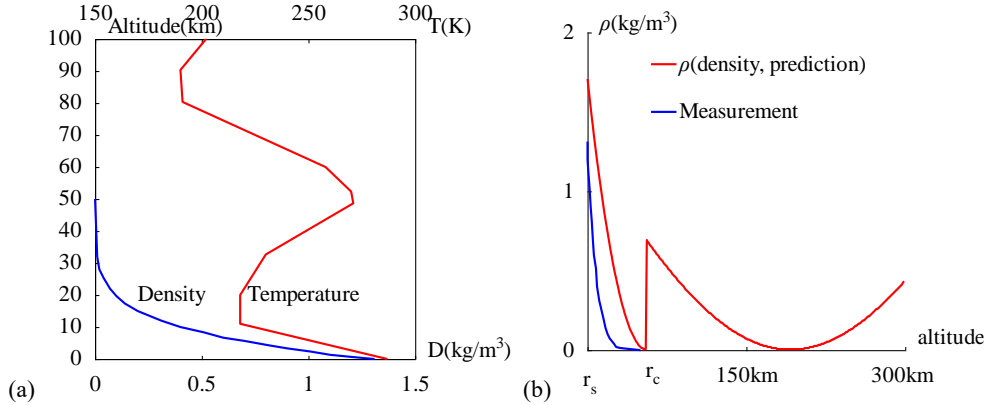 150 200 250 300
Altitude(km) T(K)
100
90
80
70
60
50
40
30
20
10
0
Density Temperature
D(kg/m³)
0 0.5 1 1.5
(a)
ρ(kg/m³)
2
1
0
ρ(density, prediction)
Measurement
altitude
rₛ r꜀ 150km 300km
(b)